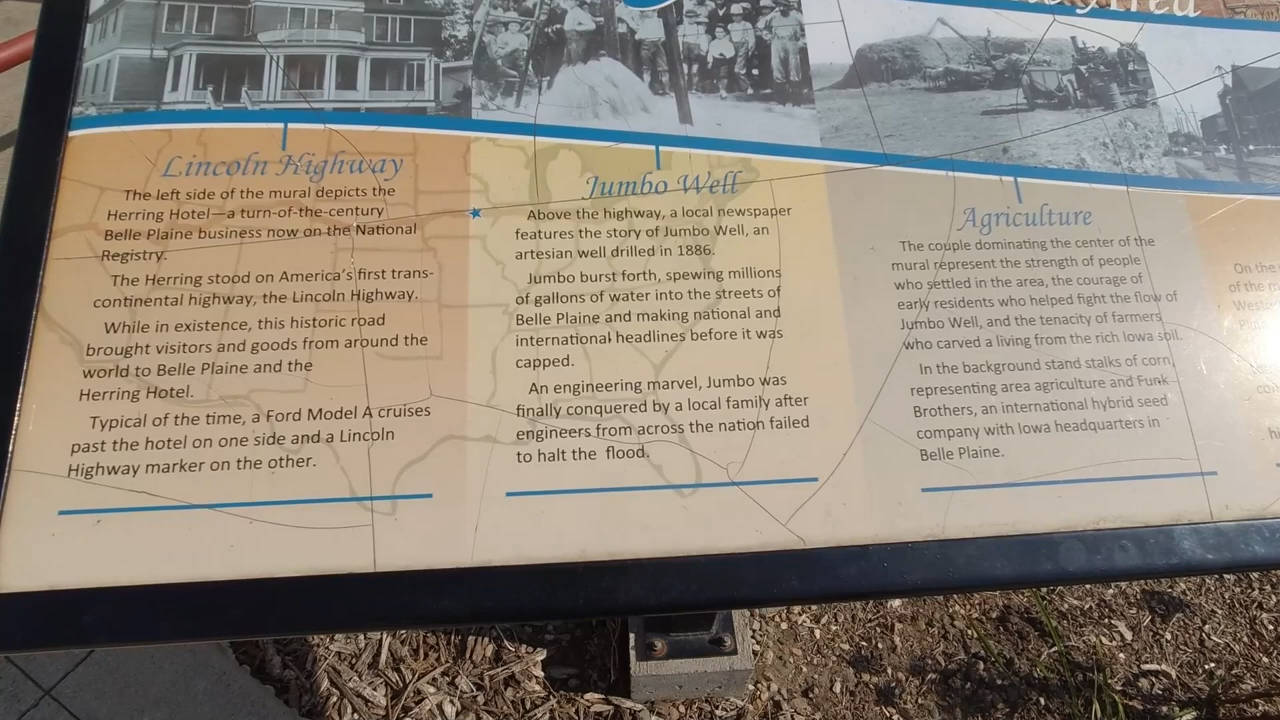 Area
Lincoln Highway
The left side of the mural depicts the
Herring Hotel—a turn-of-the-century
Belle Plaine business now on the National
Registry.
The Herring stood on America's first trans-
continental highway, the Lincoln Highway.
While in existence, this historic road
brought visitors and goods from around the
world to Belle Plaine and the
Herring Hotel.
Typical of the time, a Ford Model A cruises
past the hotel on one side and a Lincoln
Highway marker on the other.
Jumbo Well
Above the highway, a local newspaper
features the story of Jumbo Well, an
artesian well drilled in 1886.
Jumbo burst forth, spewing millions
of gallons of water into the streets of
Belle Plaine and making national and
international headlines before it was
capped.
An engineering marvel, Jumbo was
finally conquered by a local family after
engineers from across the nation failed
to halt the flood.
Agriculture
The couple dominating the center of the
mural represent the strength of people
who settled in the area, the courage of
early residents who helped fight the flow of
Jumbo Well, and the tenacity of farmers
who carved a living from the rich Iowa soil.
In the background stand stalks of corn,
representing area agriculture and Funk
Brothers, an international hybrid seed
company with Iowa headquarters in
Belle Plaine.
On the
of the